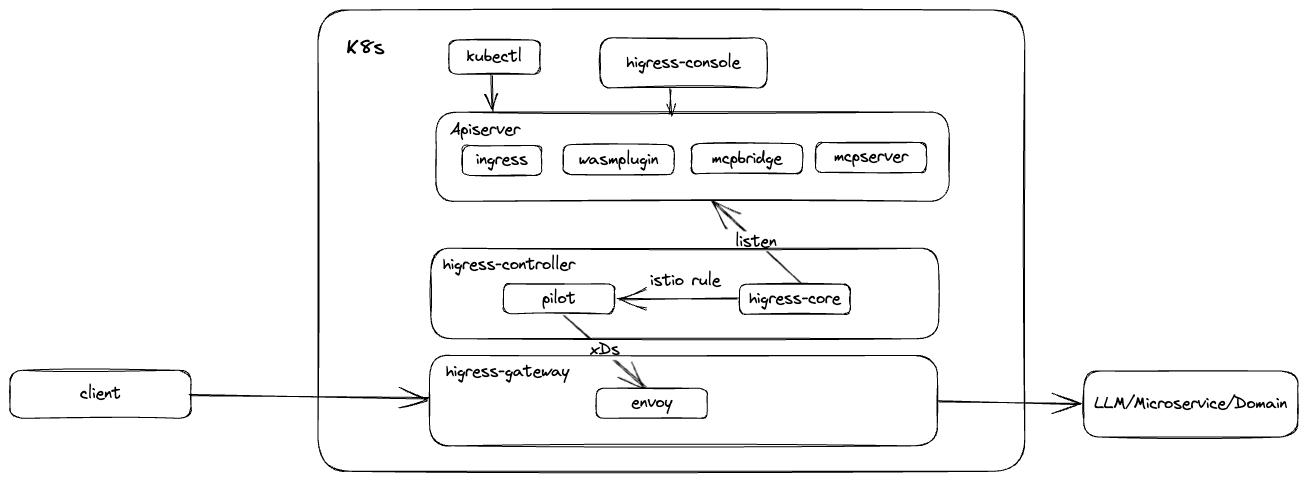 K8s
kubectl
higress-console
Apiserver
ingress
wasmplugin
mcpbridge
mcpserver
listen
higress-controller
istio rule
pilot
higress-core
xDs
higress-gateway
client
envoy
LLM/Microservice/Domain